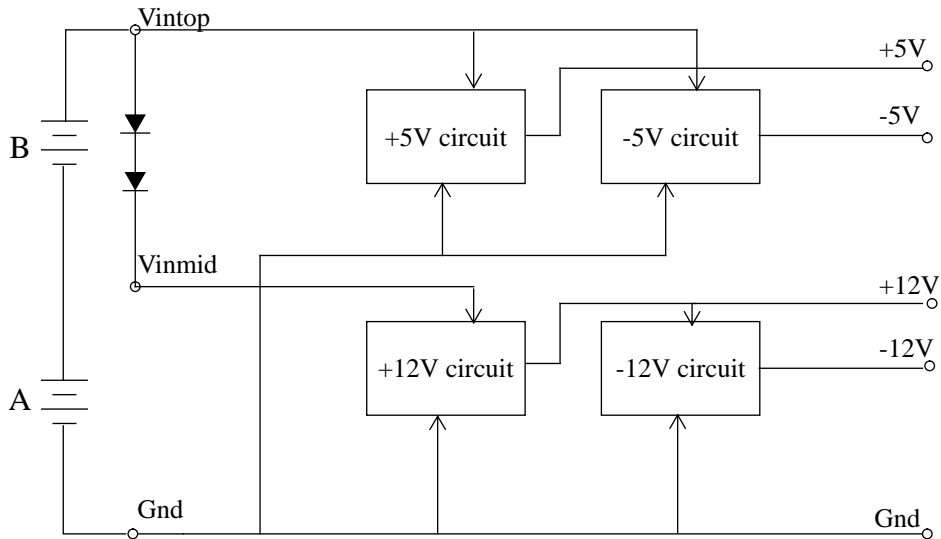 Vintop
+5V
B
+5V circuit
-5V circuit
-5V
Vinmid
+12V
+12V circuit
-12V circuit
-12V
A
Gnd
Gnd